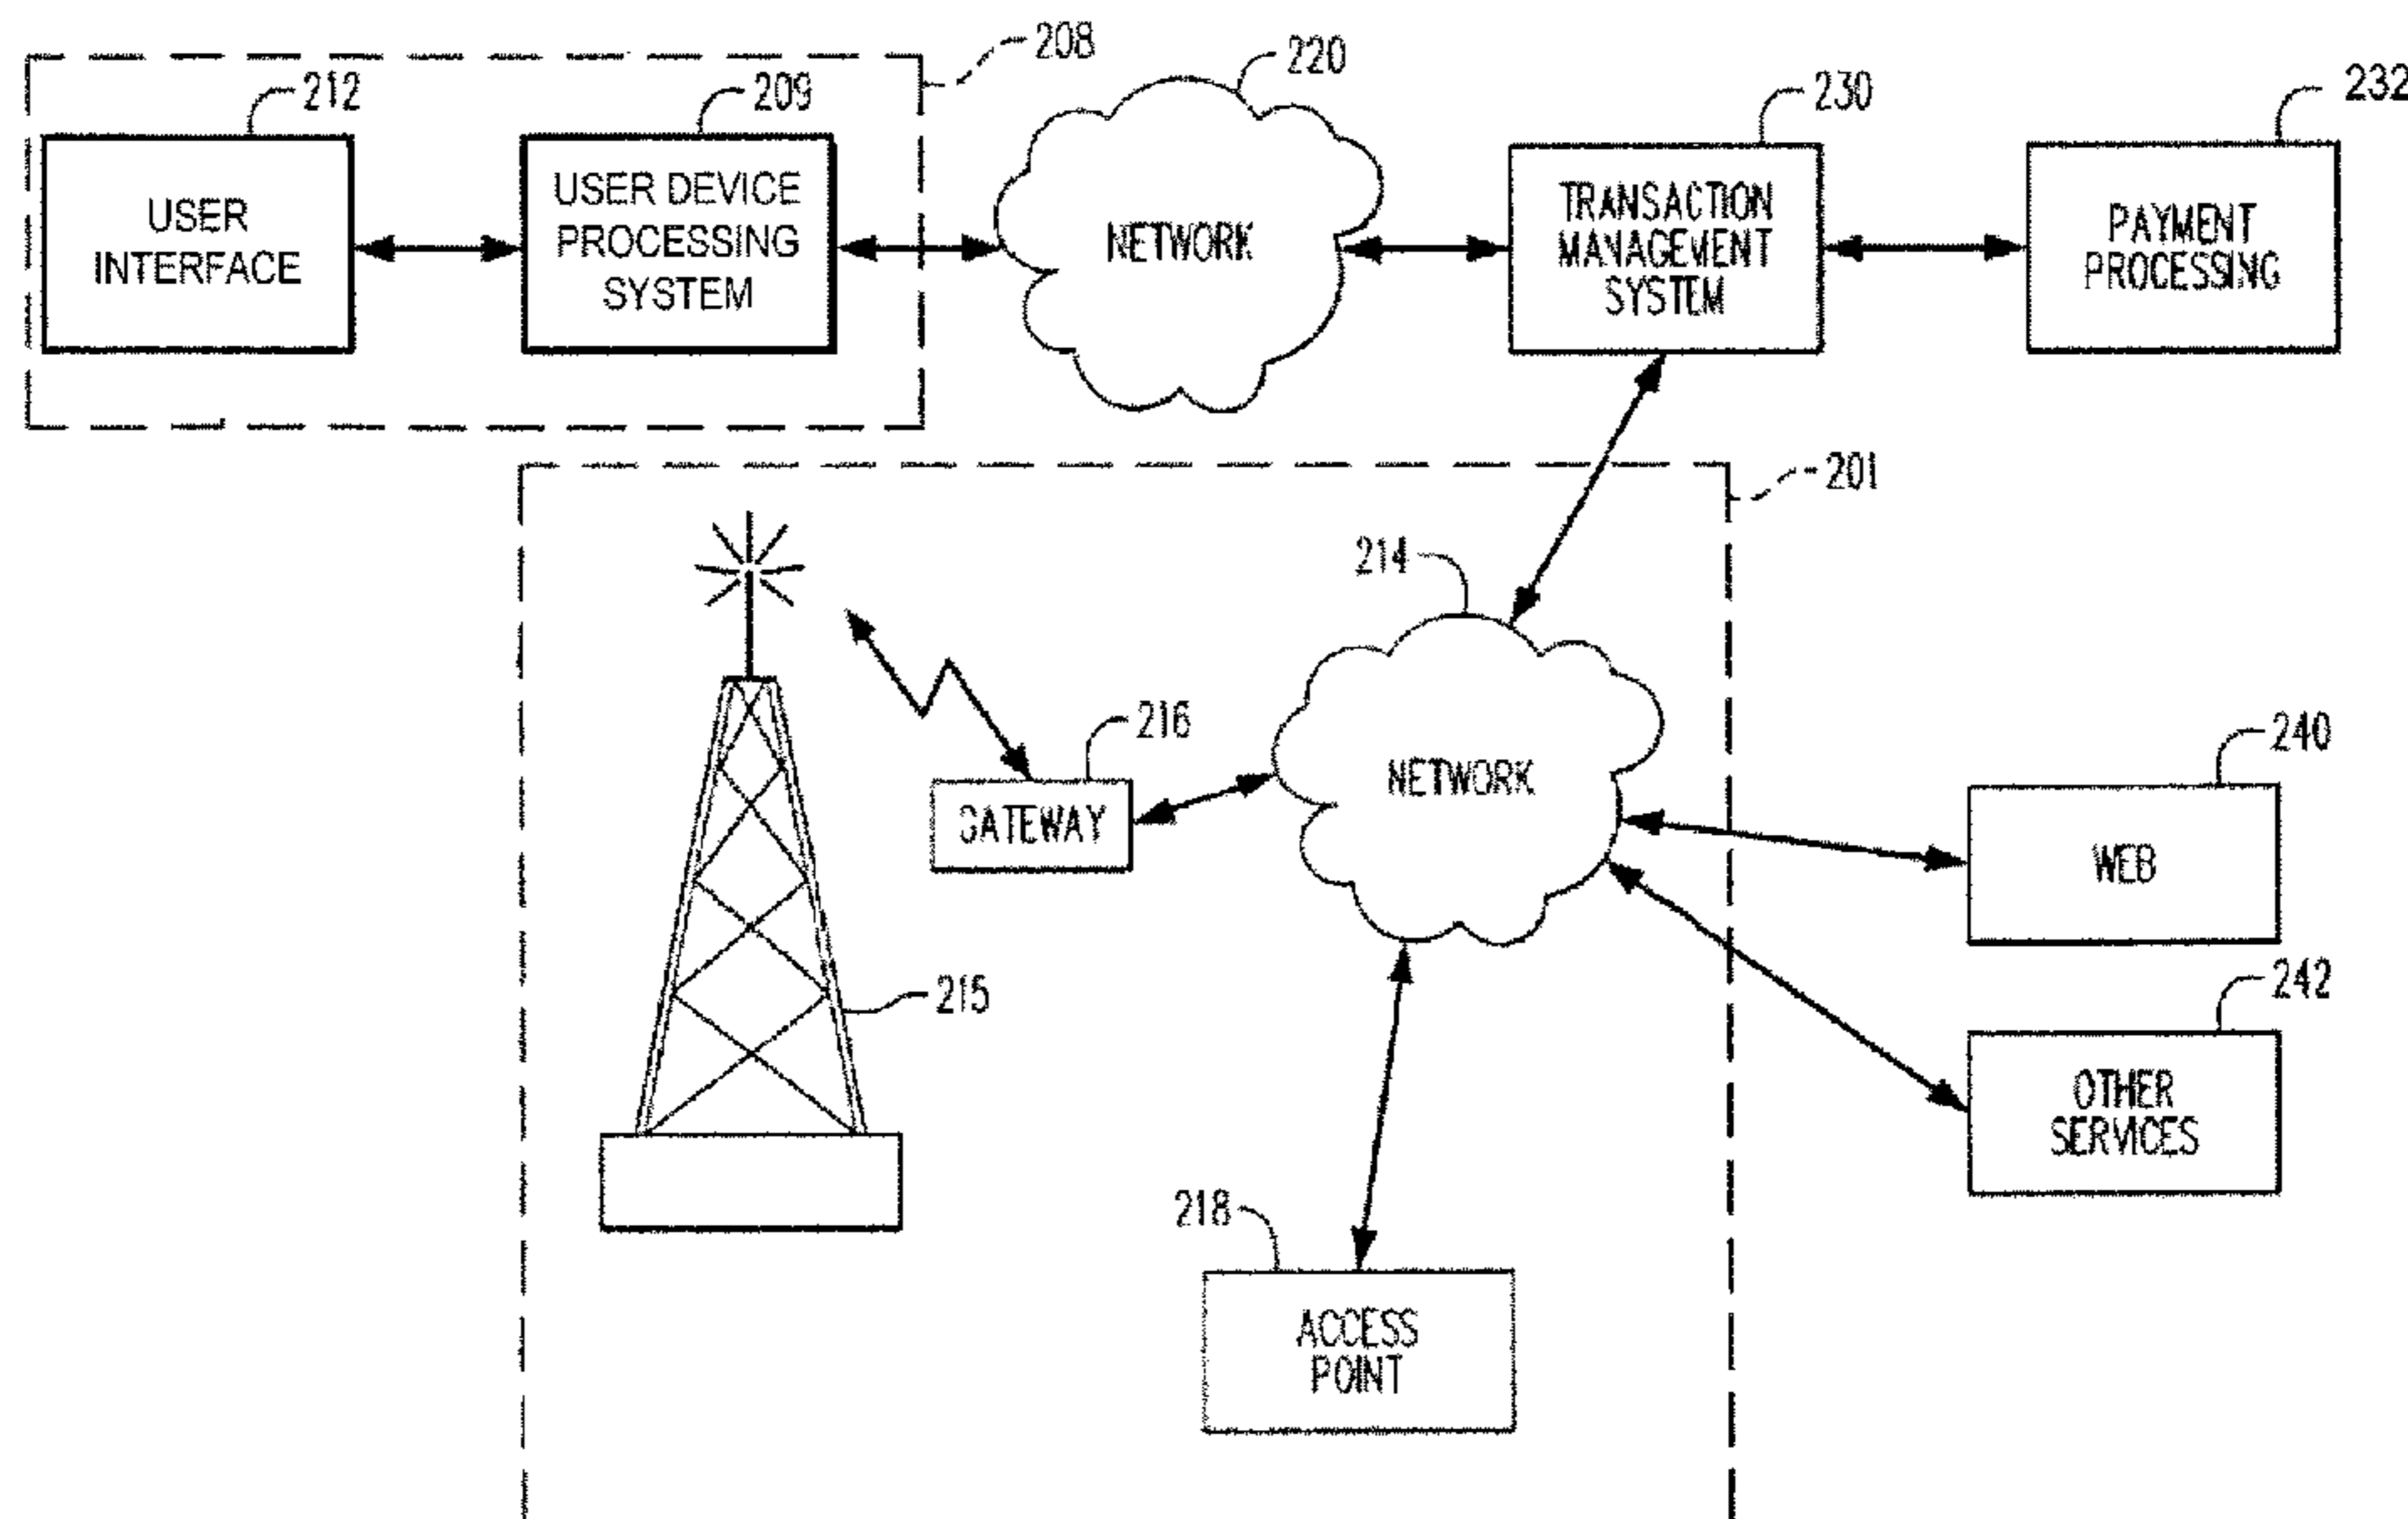 208
212
209
220
230
232
USER
INTERFACE
USER DEVICE
PROCESSING
SYSTEM
NETWORK
TRANSACTION
MANAGEMENT
SYSTEM
PAYMENT
PROCESSING
201
214
216
GATEWAY
NETWORK
240
WEB
215
242
OTHER
SERVICES
218
ACCESS
POINT